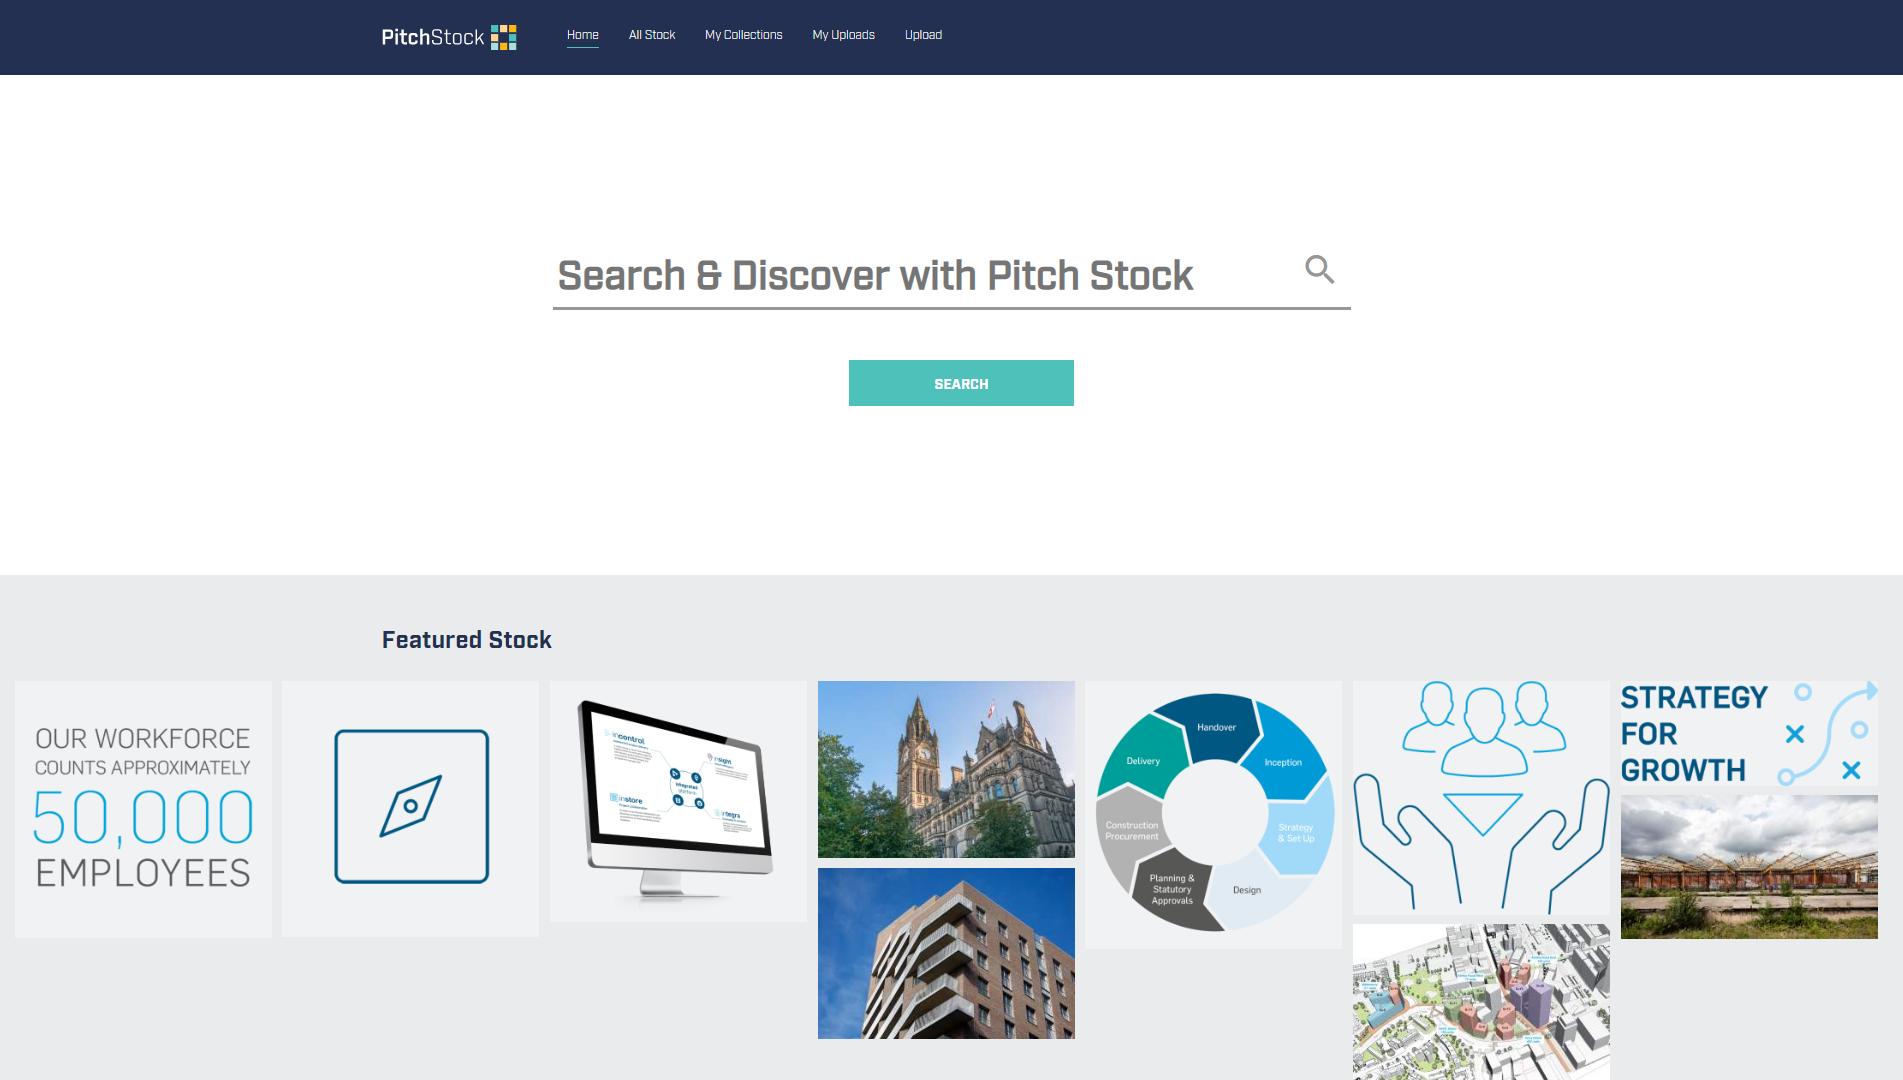 PitchStock
Home
All Stock
My Collections
My Uploads
Upload
Search & Discover with Pitch Stock
SEARCH
Featured Stock
OUR WORKFORCE
COUNTS APPROXIMATELY
50,000
EMPLOYEES
incontrol
insight
integrated
platform
instore
integra
Handover
Inception
Strategy
& Set Up
Design
Planning &
Statutory
Approvals
Construction
Procurement
Delivery
STRATEGY
FOR
GROWTH